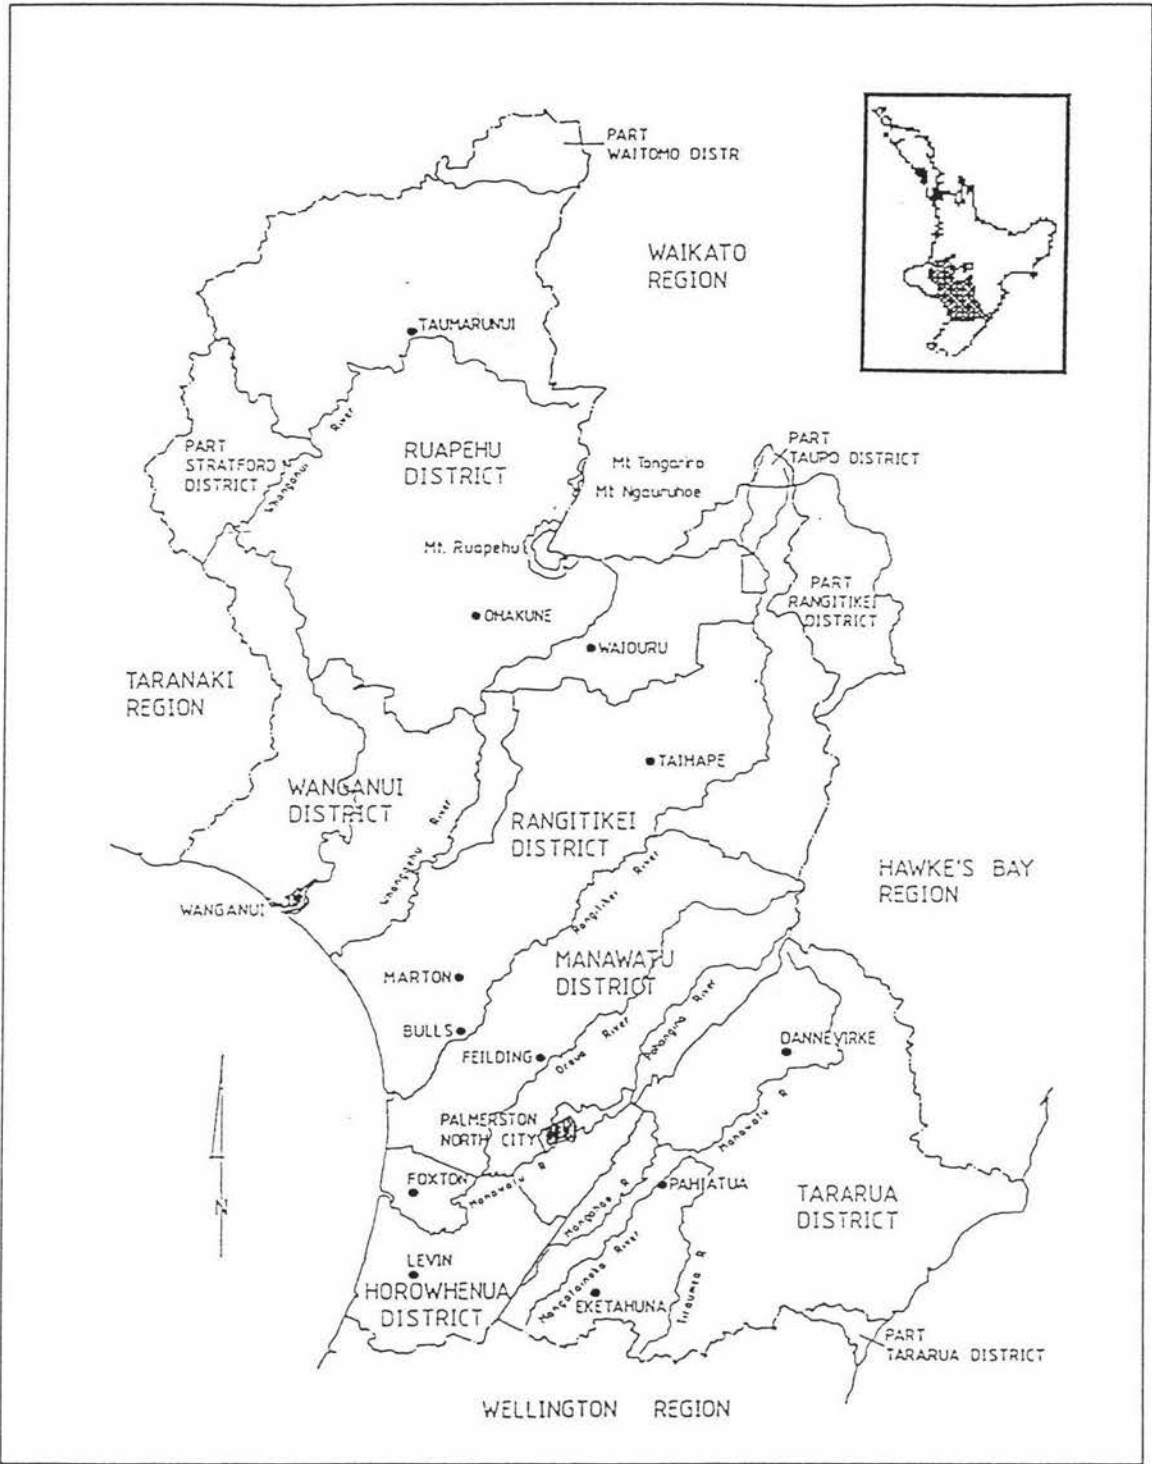 PART
WAITOMO DISTR
WAIKATO
REGION
TAUMARUNUI
PART
STRATFORD
DISTRICT
Whanganui River
RUAPEHU
DISTRICT
Mt Tongariro
Mt Ngauruhoe
PART
TAUPO DISTRICT
Mt. Ruapehu
PART
RANGITIKEI
DISTRICT
OHAKUNE
WAIOURU
TARANAKI
REGION
TAIHAPE
WANGANUI
DISTRICT
Whangaehu River
RANGITIKEI
DISTRICT
Rangitikei River
HAWKE'S BAY
REGION
WANGANUI
MARTON
MANAWATU
DISTRICT
BULLS
FEILDING
Oroua River
Pohangina River
DANNEVIRKE
PALMERSTON
NORTH CITY
Manawatu R
FOXTON
Manawatu R
Mangahao R
PAHIATUA
TARARUA
DISTRICT
N
LEVIN
HOROWHENUA
DISTRICT
Mangatainoka River
EKETAHUNA
Tiraumea R
PART
TARARUA DISTRICT
WELLINGTON REGION